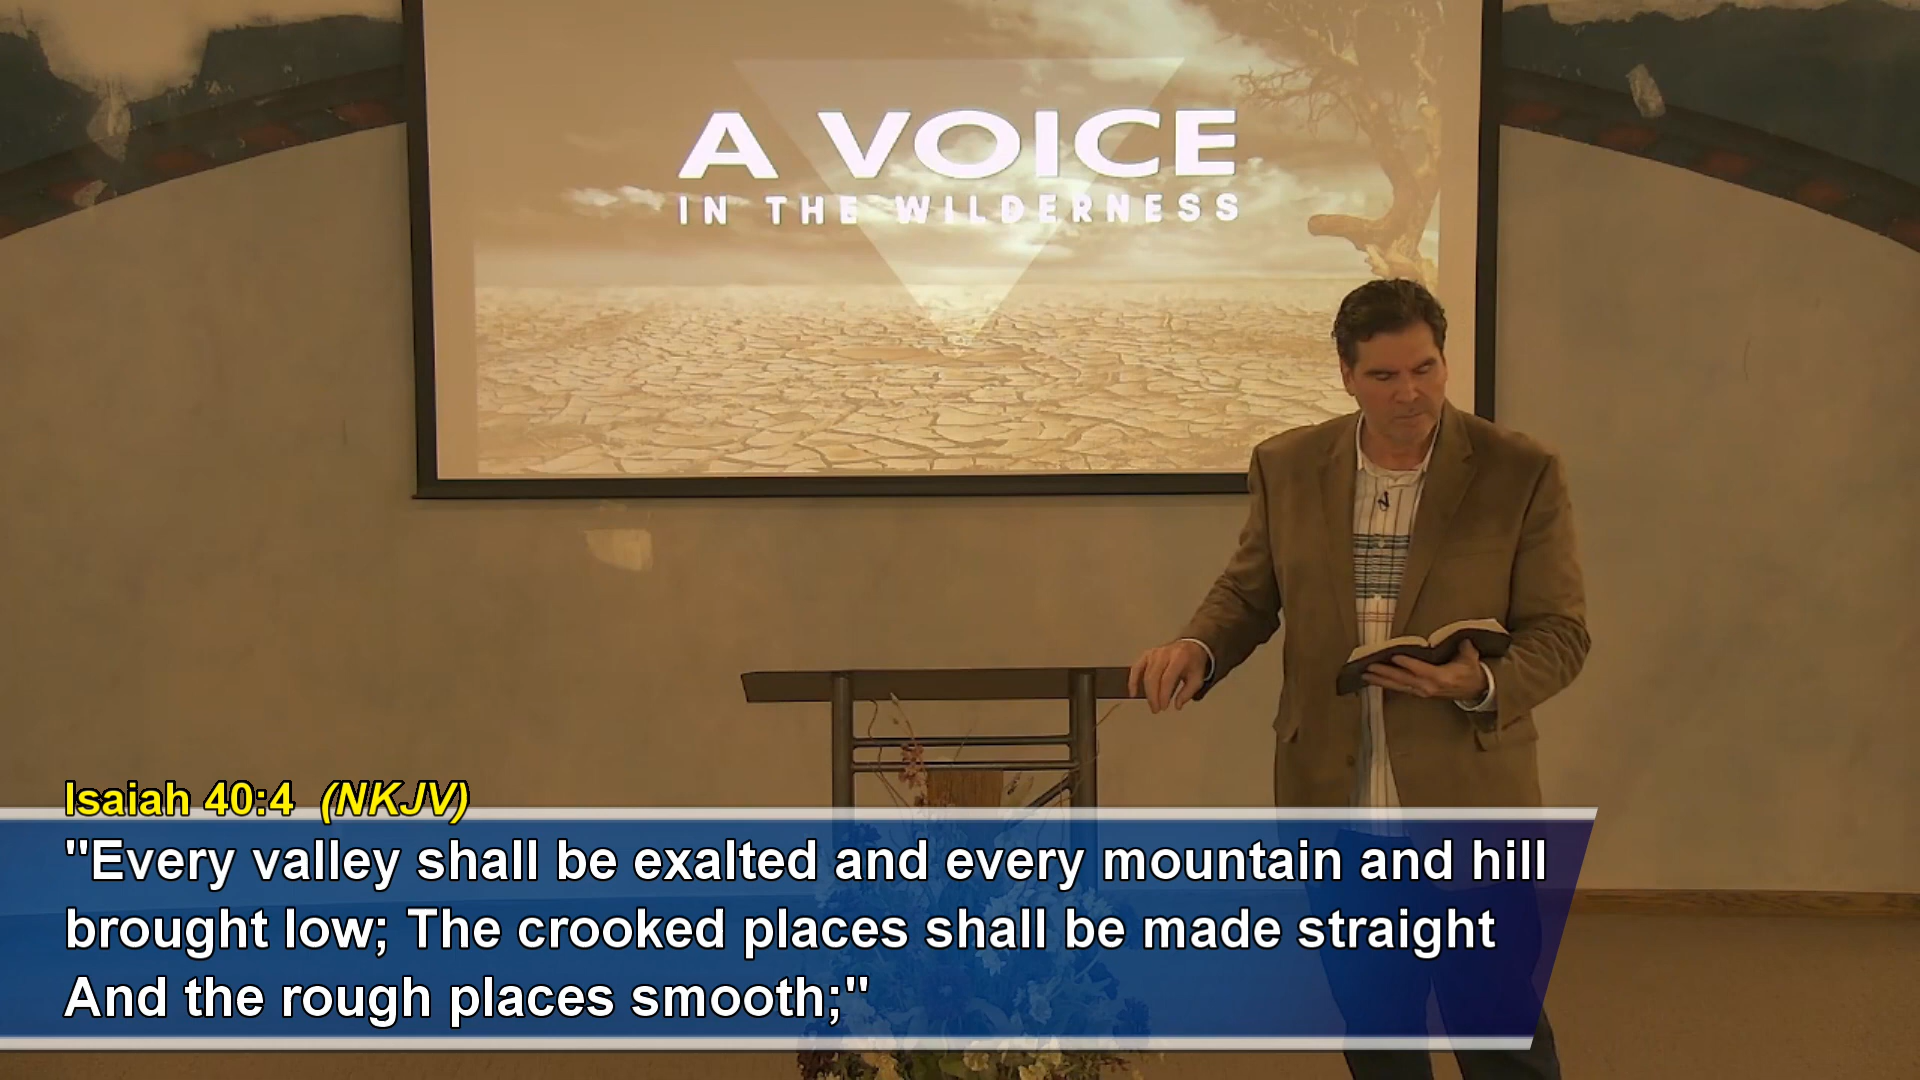 A VOICE
IN THE WILDERNESS
Isaiah 40:4 (NKJV)
"Every valley shall be exalted and every mountain and hill
brought low; The crooked places shall be made straight
And the rough places smooth;"